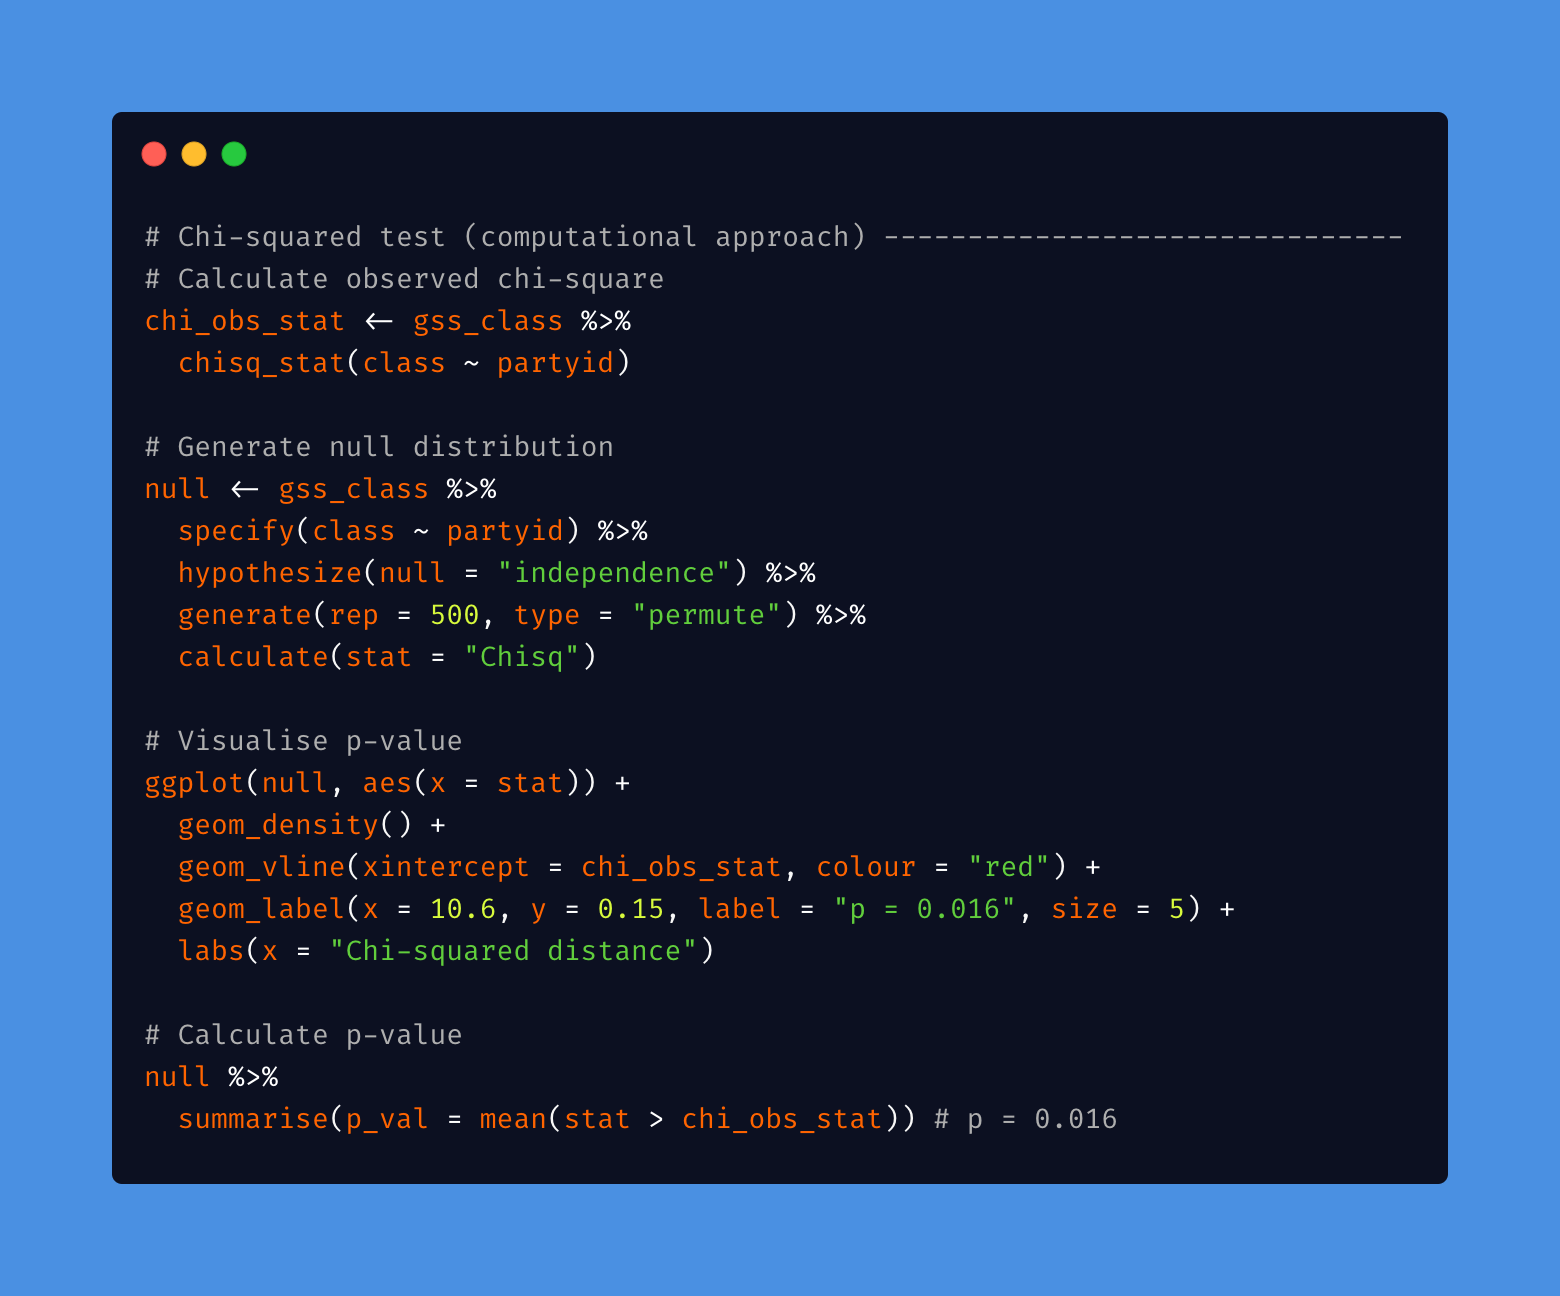 # Chi-squared test (computational approach) -------------------------------
# Calculate observed chi-square
chi_obs_stat <- gss_class %>%
  chisq_stat(class ~ partyid)

# Generate null distribution
null <- gss_class %>%
  specify(class ~ partyid) %>%
  hypothesize(null = "independence") %>%
  generate(rep = 500, type = "permute") %>%
  calculate(stat = "Chisq")

# Visualise p-value
ggplot(null, aes(x = stat)) +
  geom_density() +
  geom_vline(xintercept = chi_obs_stat, colour = "red") +
  geom_label(x = 10.6, y = 0.15, label = "p = 0.016", size = 5) +
  labs(x = "Chi-squared distance")

# Calculate p-value
null %>%
  summarise(p_val = mean(stat > chi_obs_stat)) # p = 0.016